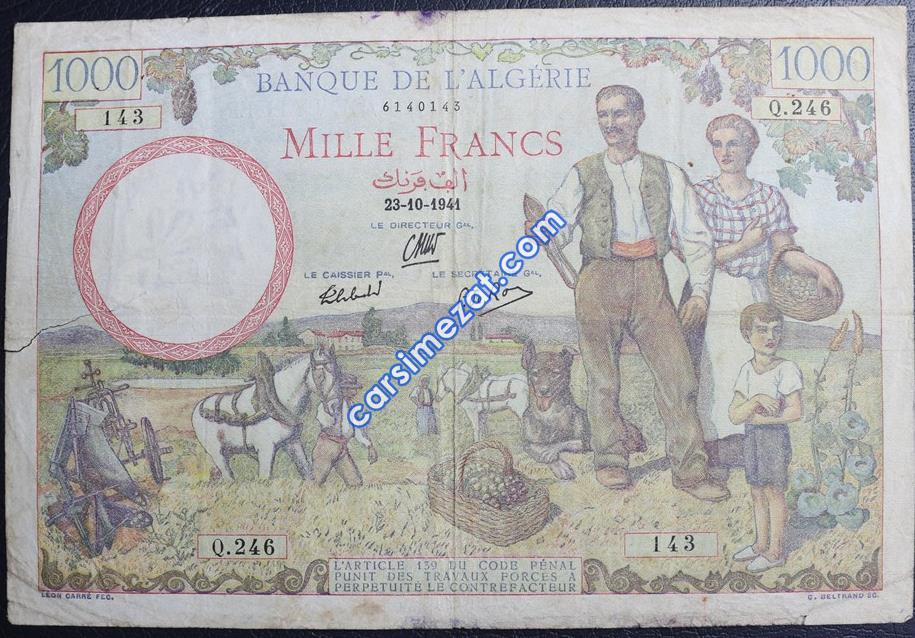 1000
BANQUE DE L'ALGÉRIE
1000
143
6140143
Q.246
MILLE FRANCS
الف فرنك
23-10-1941
LE DIRECTEUR GAL,
LE CAISSIER PAL,
LE SECRÉTAIRE GAL,
carsimezat.com
Q.246
143
L'ARTICLE 139 DU CODE PÉNAL
PUNIT DES TRAVAUX FORCÉS A
PERPÉTUITÉ LE CONTREFACTEUR
LÉON CARRÉ FEC.
C. BELTRAND SC.